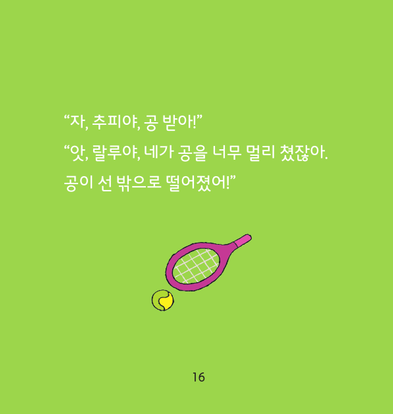 “자, 추피야, 공 받아!”
“앗, 랄루야, 네가 공을 너무 멀리 쳤잖아.
공이 선 밖으로 떨어졌어!”
16